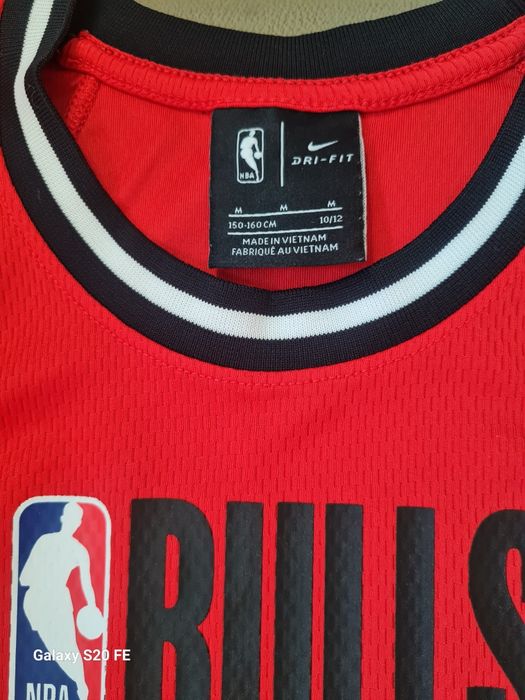 NBA
DRI-FIT
M M M
150-160 CM 10/12
MADE IN VIETNAM
FABRIQUÉ AU VIETNAM
BULLS
NBA
Galaxy S20 FE